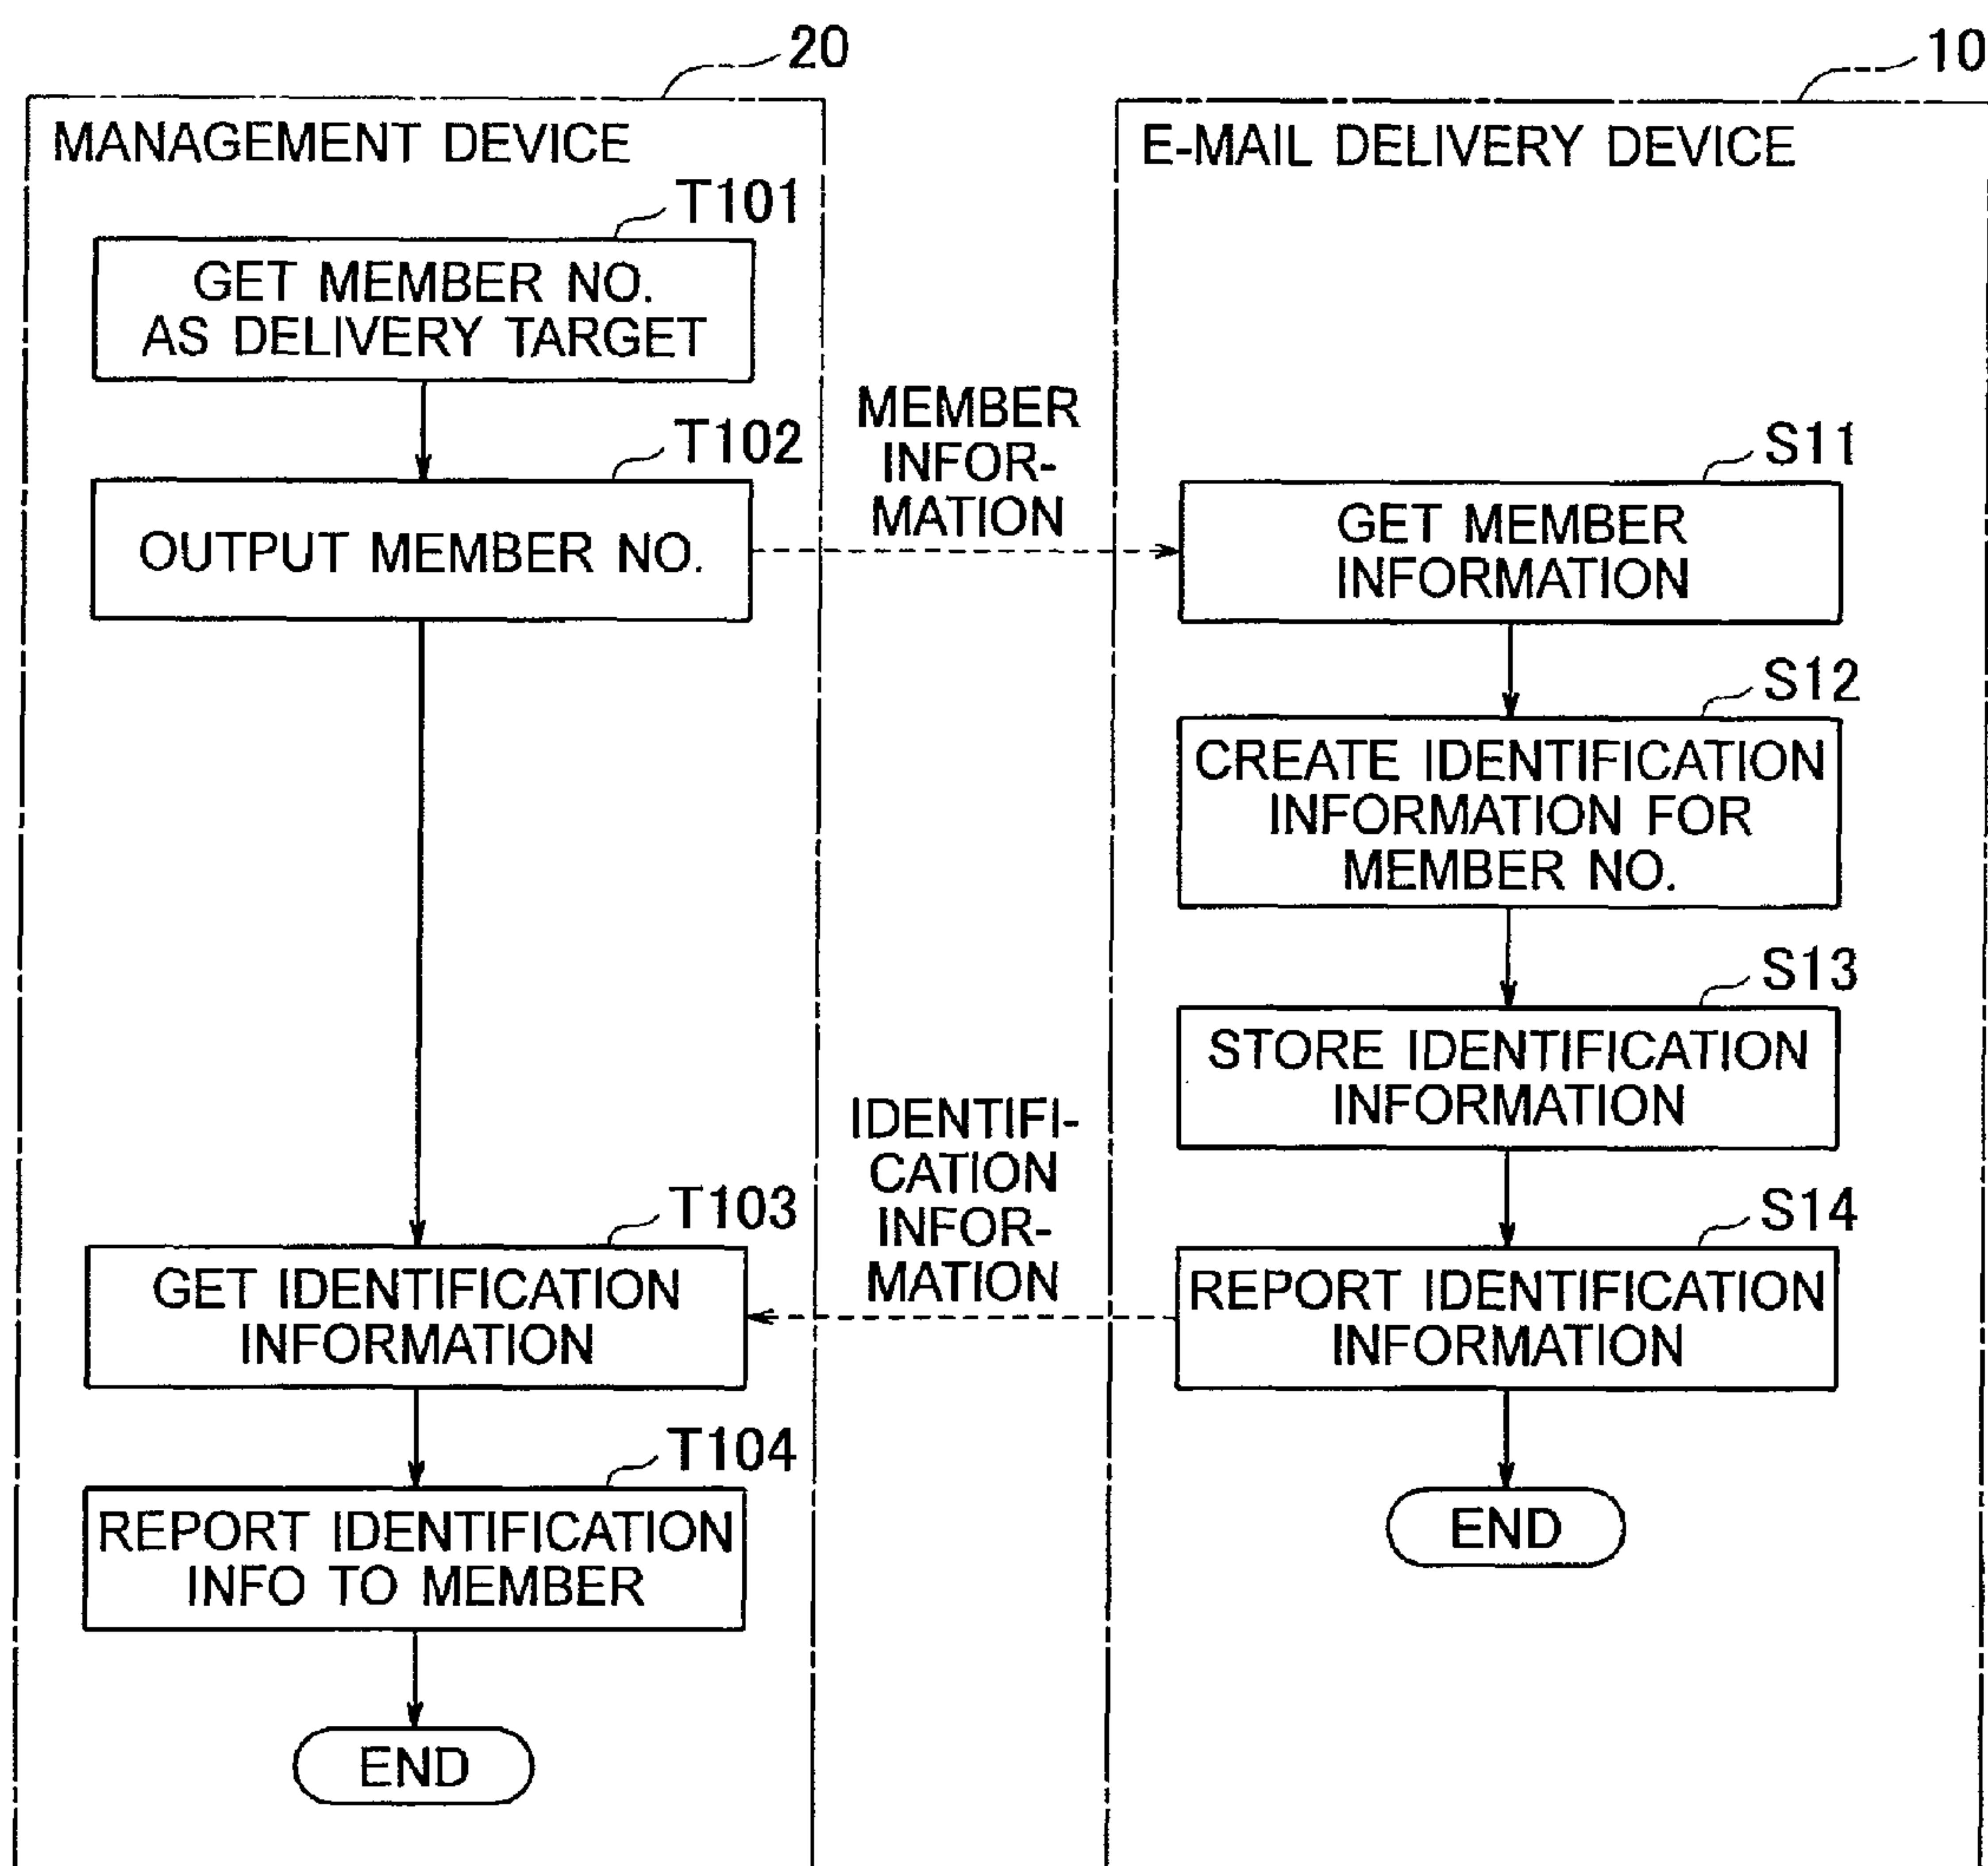 20
MANAGEMENT DEVICE
T101
GET MEMBER NO.
AS DELIVERY TARGET
T102
OUTPUT MEMBER NO.
T103
GET IDENTIFICATION
INFORMATION
T104
REPORT IDENTIFICATION
INFO TO MEMBER
END
MEMBER
INFOR-
MATION
IDENTIFI-
CATION
INFOR-
MATION
10
E-MAIL DELIVERY DEVICE
S11
GET MEMBER
INFORMATION
S12
CREATE IDENTIFICATION
INFORMATION FOR
MEMBER NO.
S13
STORE IDENTIFICATION
INFORMATION
S14
REPORT IDENTIFICATION
INFORMATION
END